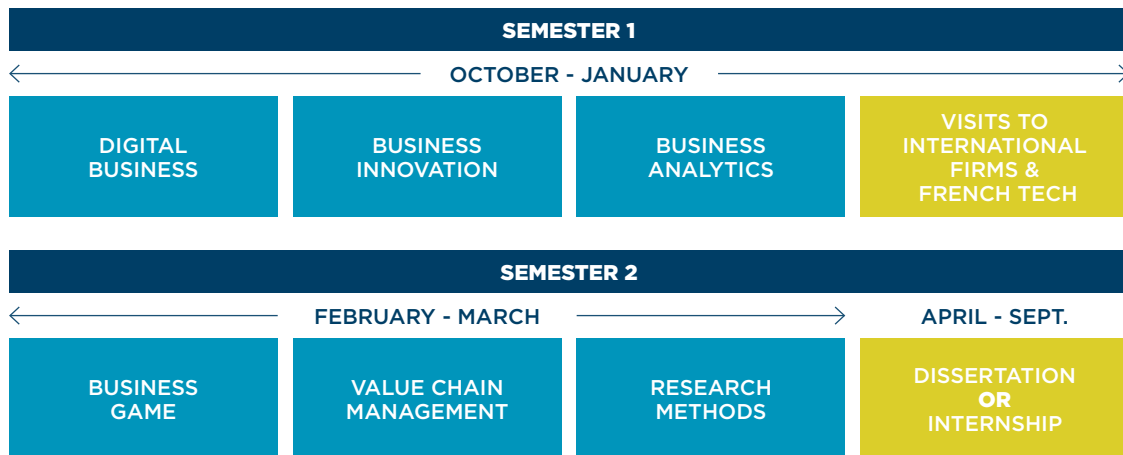 SEMESTER 1
OCTOBER - JANUARY
DIGITAL
BUSINESS
BUSINESS
INNOVATION
BUSINESS
ANALYTICS
VISITS TO
INTERNATIONAL
FIRMS &
FRENCH TECH
SEMESTER 2
FEBRUARY - MARCH
APRIL - SEPT.
BUSINESS
GAME
VALUE CHAIN
MANAGEMENT
RESEARCH
METHODS
DISSERTATION
OR
INTERNSHIP